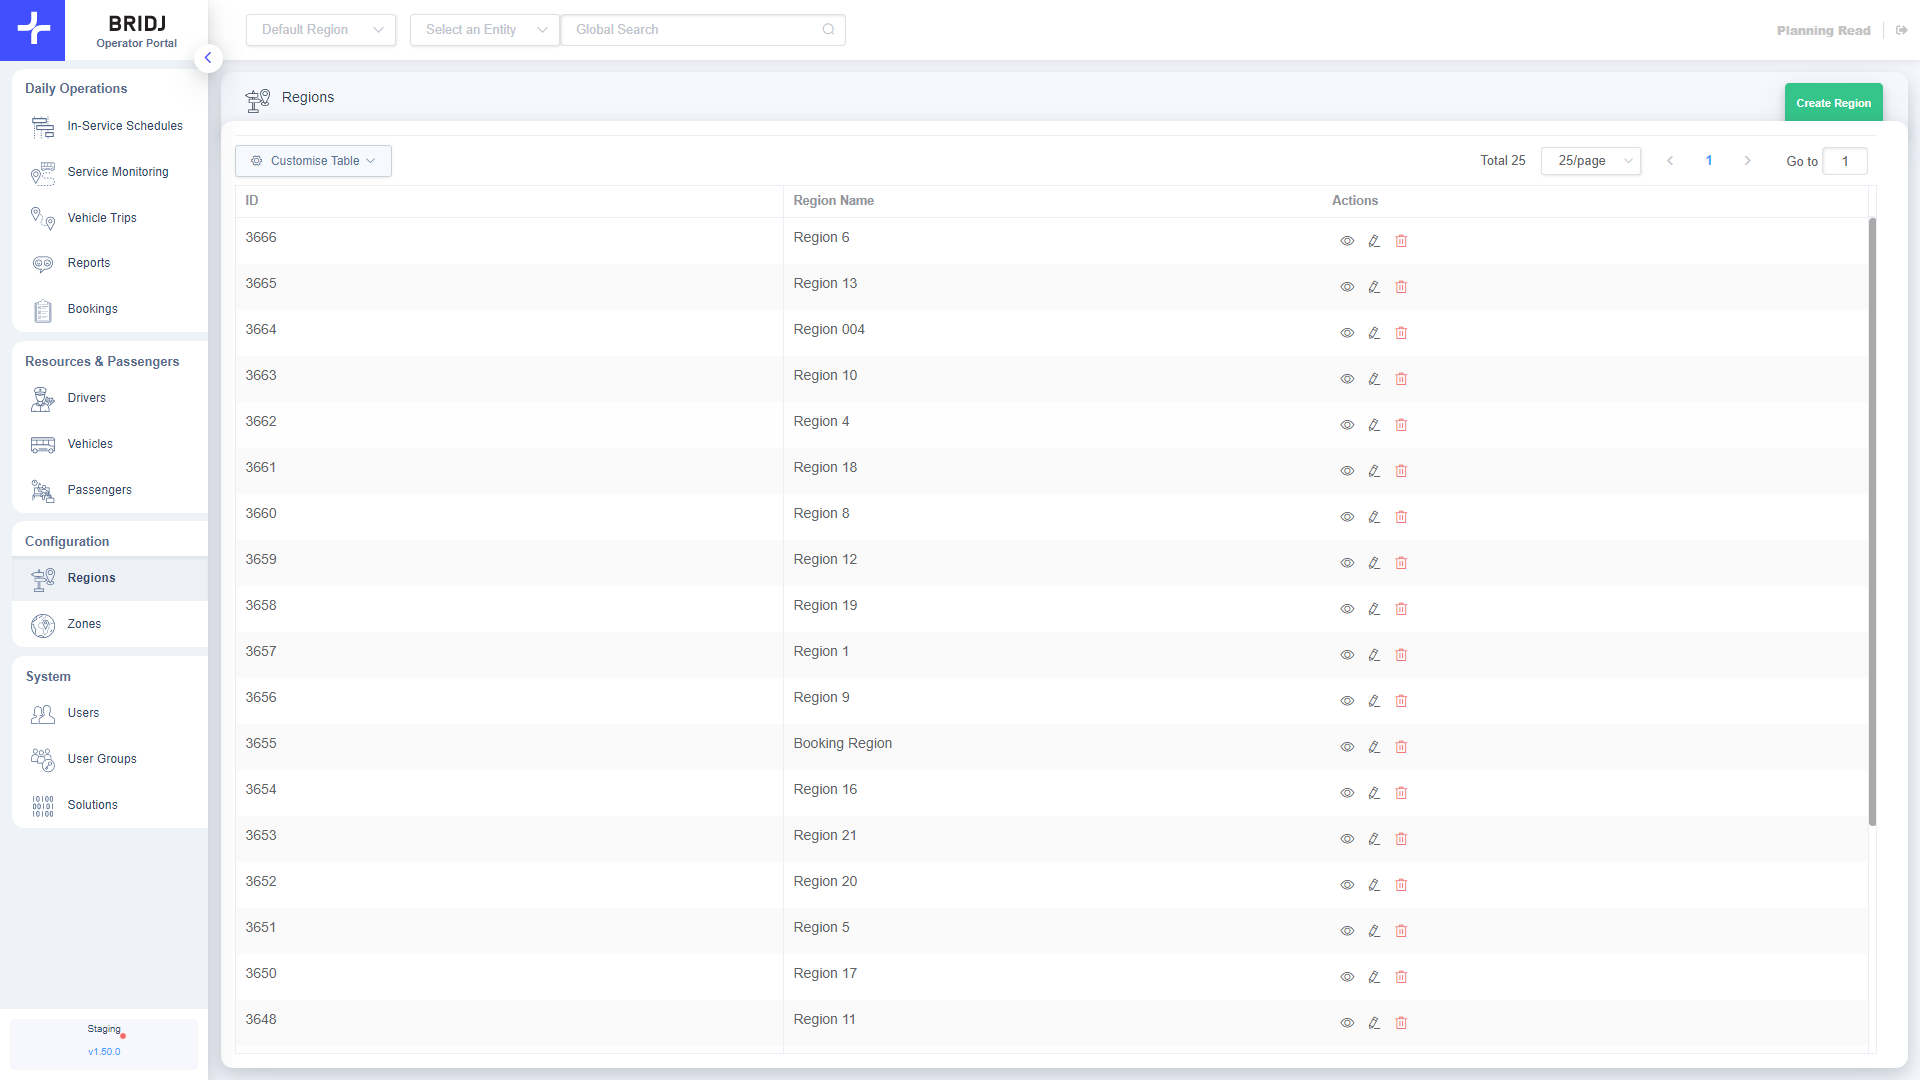 BRIDJ
Operator Portal
Default Region
Select an Entity
Global Search
Planning Read
Daily Operations
In-Service Schedules
Service Monitoring
Vehicle Trips
Reports
Bookings
Resources & Passengers
Drivers
Vehicles
Passengers
Configuration
Regions
Zones
System
Users
User Groups
10100
00101
10100
Solutions
Staging
v1.50.0
Regions
Create Region
Customise Table
Total 25
25/page
1
Go to
1
ID Region Name Actions
3666 Region 6
3665 Region 13
3664 Region 004
3663 Region 10
3662 Region 4
3661 Region 18
3660 Region 8
3659 Region 12
3658 Region 19
3657 Region 1
3656 Region 9
3655 Booking Region
3654 Region 16
3653 Region 21
3652 Region 20
3651 Region 5
3650 Region 17
3648 Region 11